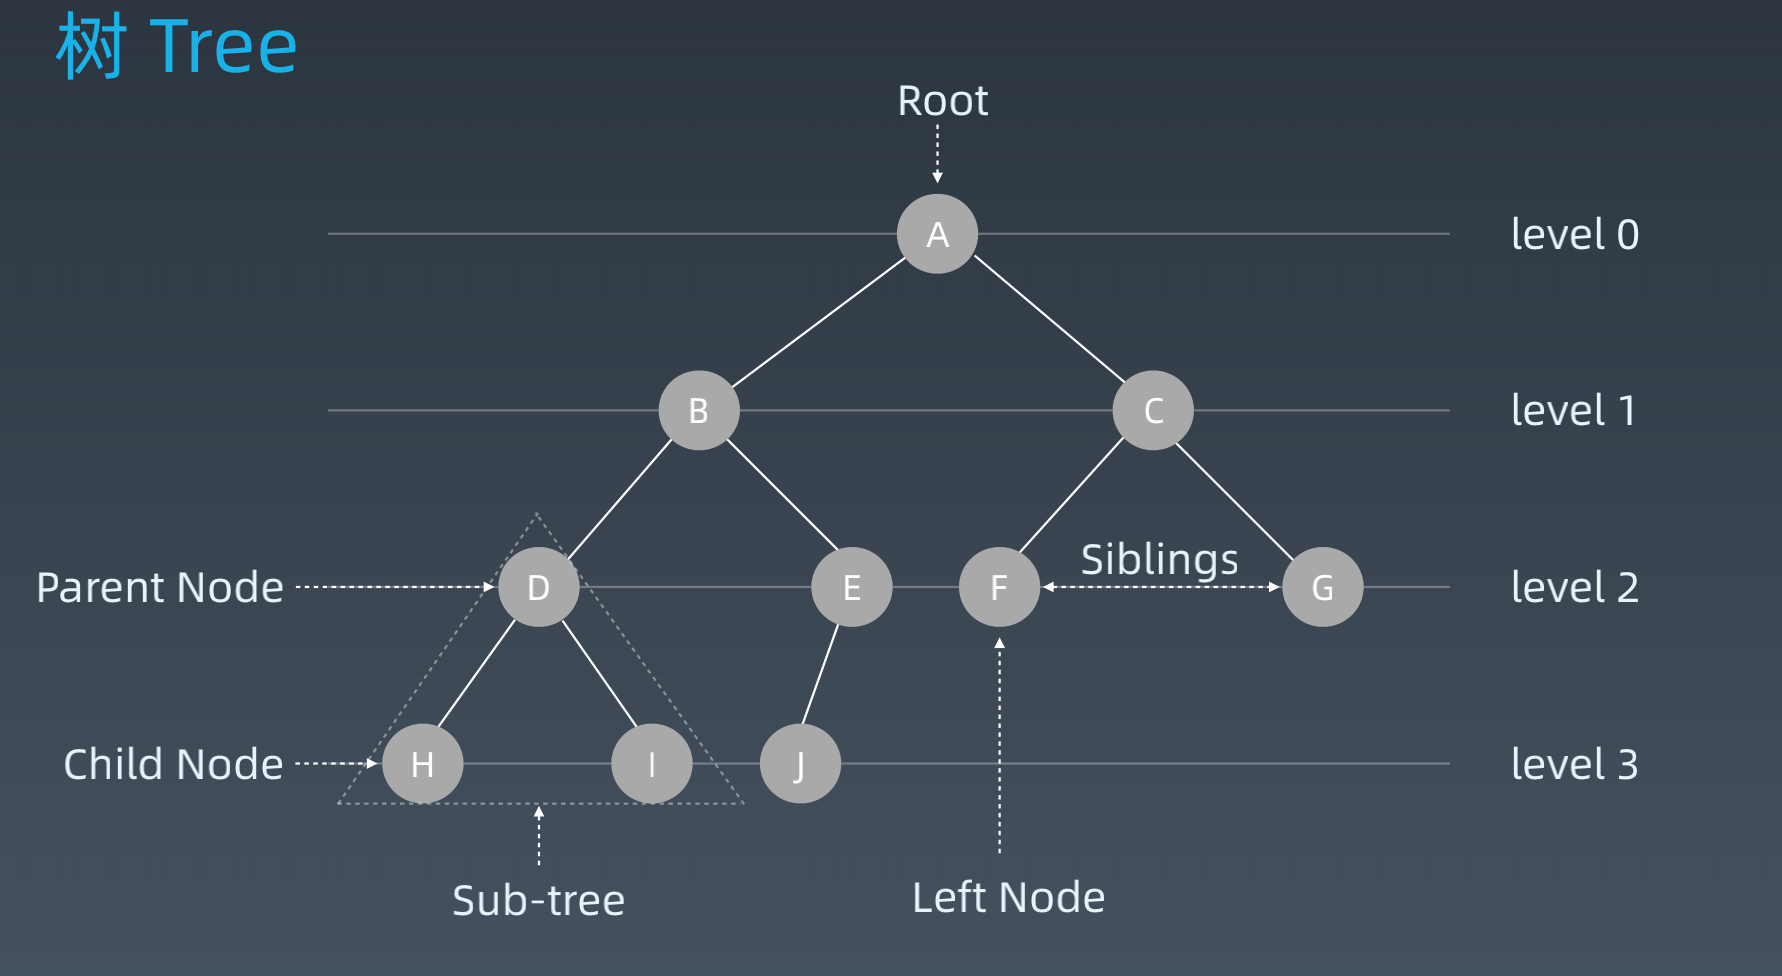 树 Tree
Root
A
level 0
B
C
level 1
Siblings
Parent Node
D
E
F
G
level 2
Child Node
H
I
J
level 3
Sub-tree
Left Node